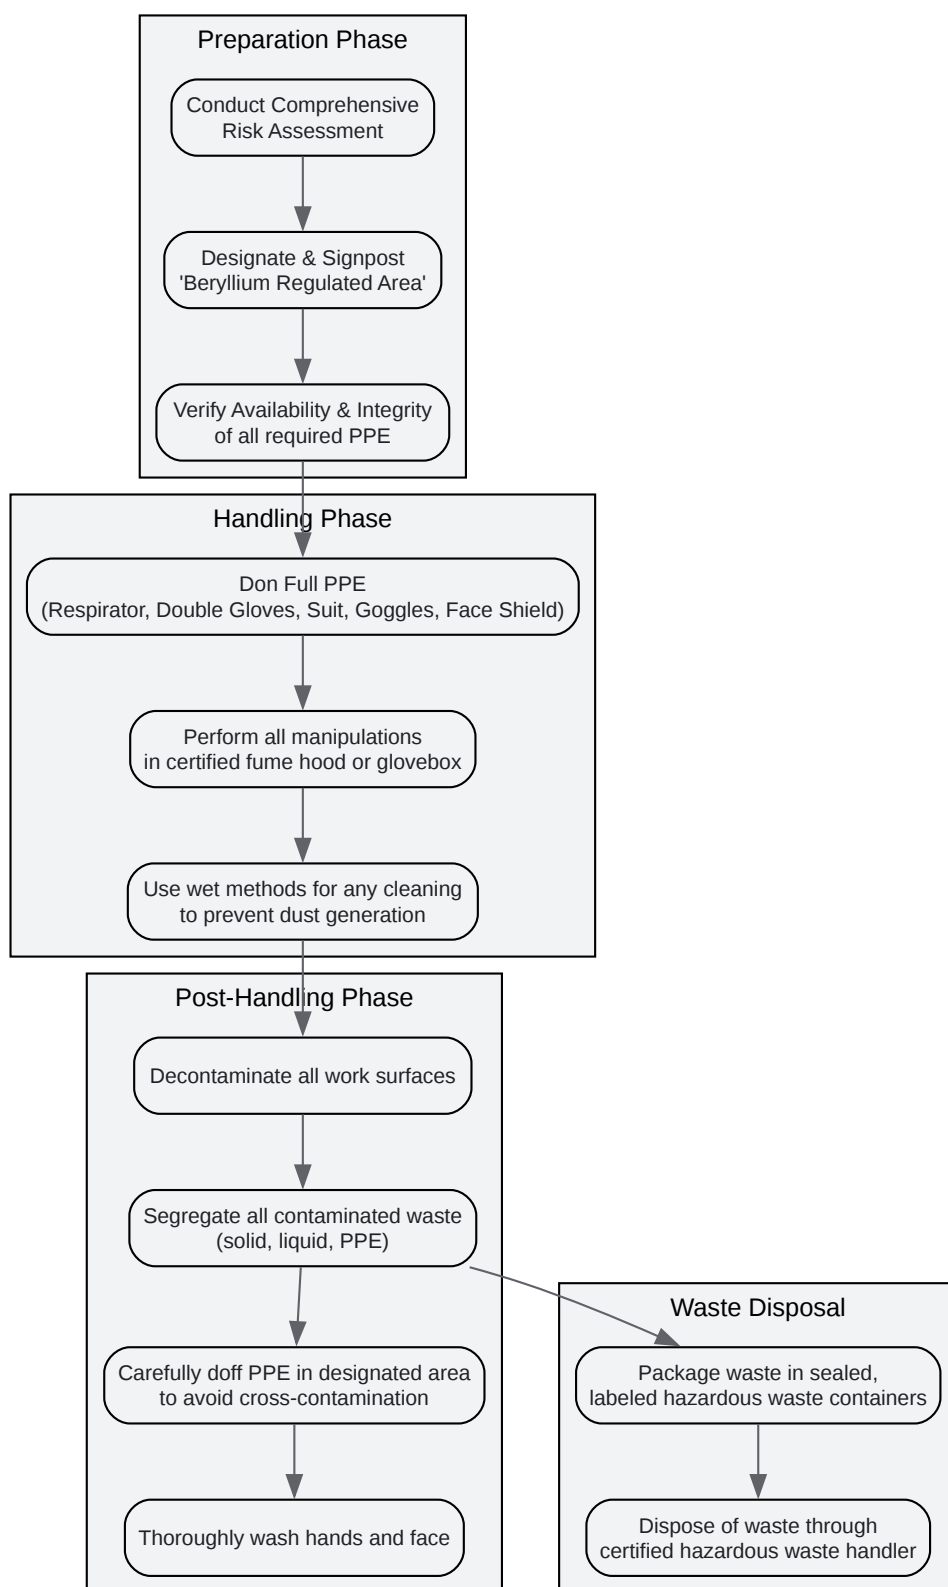 Preparation Phase
Conduct Comprehensive
Risk Assessment
Designate & Signpost
'Beryllium Regulated Area'
Verify Availability & Integrity
of all required PPE
Handling Phase
Don Full PPE
(Respirator, Double Gloves, Suit, Goggles, Face Shield)
Perform all manipulations
in certified fume hood or glovebox
Use wet methods for any cleaning
to prevent dust generation
Post-Handling Phase
Decontaminate all work surfaces
Segregate all contaminated waste
(solid, liquid, PPE)
Carefully doff PPE in designated area
to avoid cross-contamination
Thoroughly wash hands and face
Waste Disposal
Package waste in sealed,
labeled hazardous waste containers
Dispose of waste through
certified hazardous waste handler